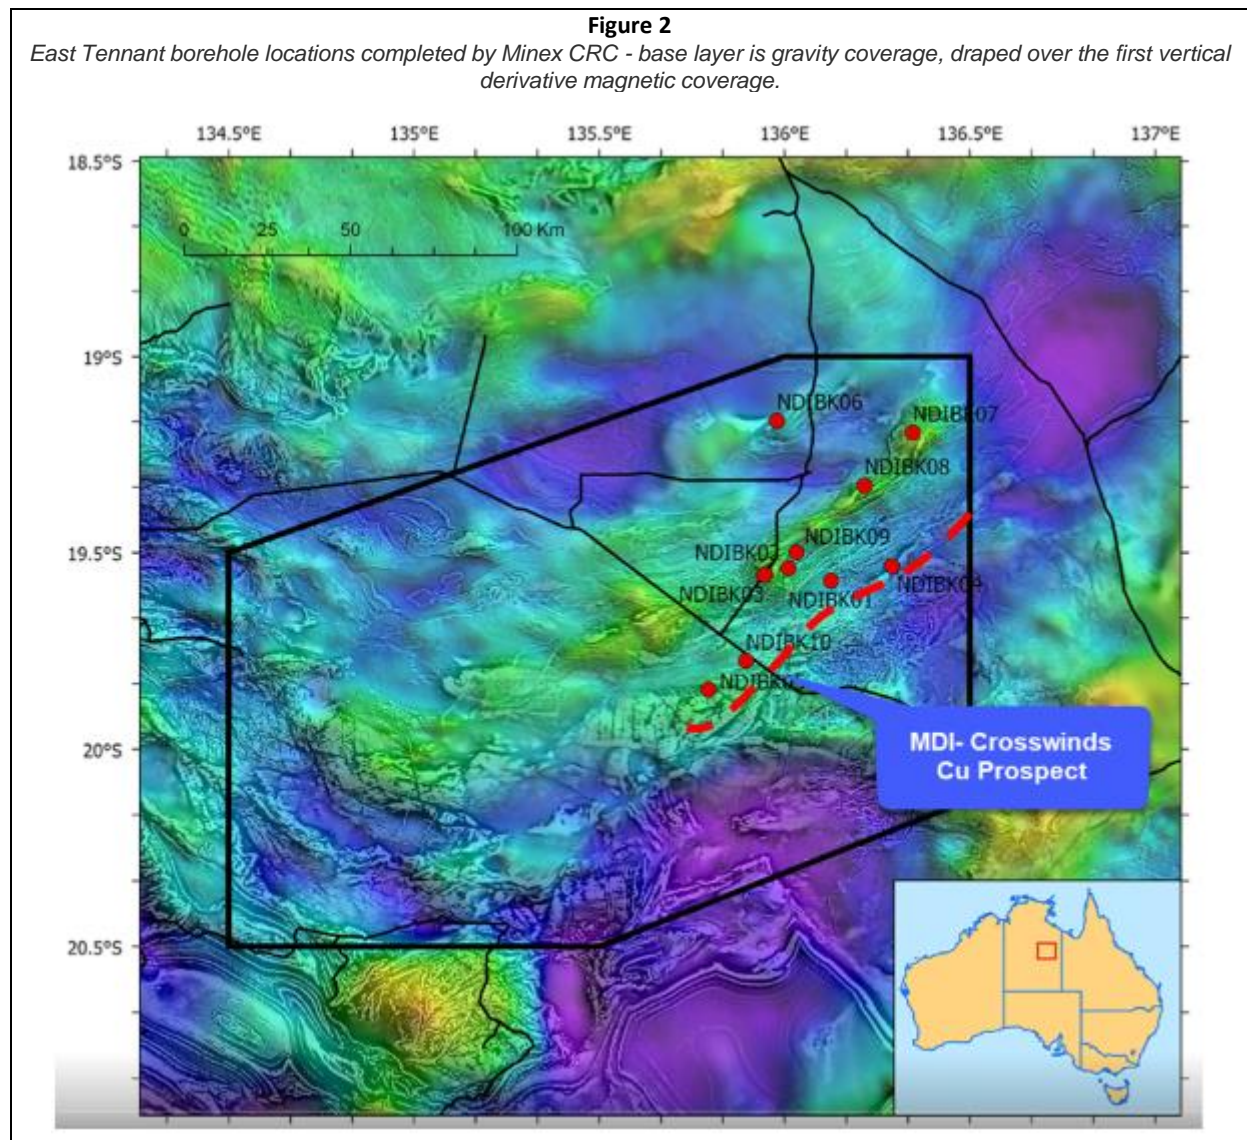 Figure 2
East Tennant borehole locations completed by Minex CRC - base layer is gravity coverage, draped over the first vertical
derivative magnetic coverage.
134.5°E 135°E 135.5°E 136°E 136.5°E 137°E
18.5°S
0 25 50 100 Km
19°S
NDIBK06
NDIBK07
NDIBK08
19.5°S
NDIBK09
NDIBK03
NDIBK04
NDIBK01
NDIBK10
20°S
MDI- Crosswinds
Cu Prospect
20.5°S